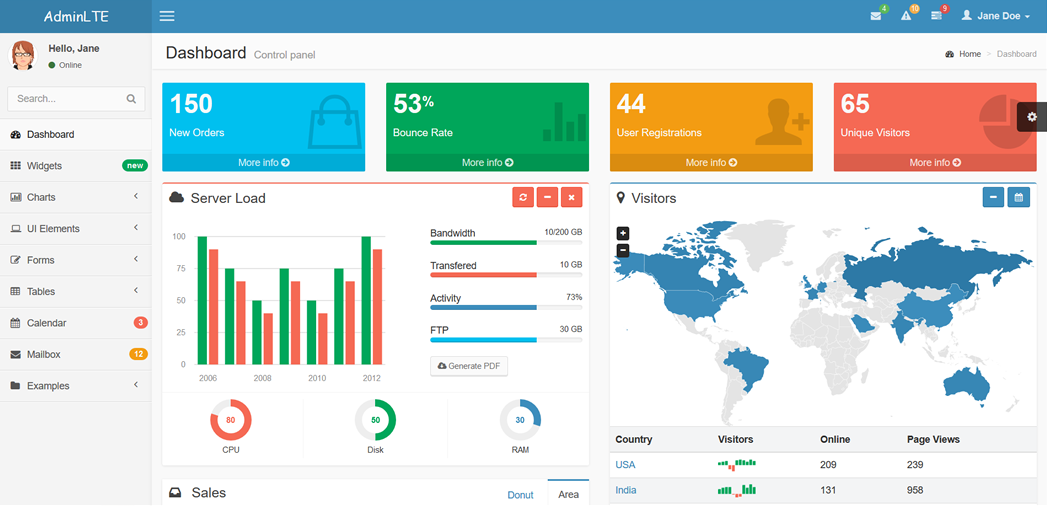 AdminLTE
4
10
9
Jane Doe
Hello, Jane
Online
Search...
Dashboard
Widgets new
Charts
UI Elements
Forms
Tables
Calendar 3
Mailbox 12
Examples
Dashboard Control panel
Home > Dashboard
150
New Orders
More info
53%
Bounce Rate
More info
44
User Registrations
More info
65
Unique Visitors
More info
Server Load
100
75
50
25
0
2006 2008 2010 2012
Bandwidth 10/200 GB
Transfered 10 GB
Activity 73%
FTP 30 GB
Generate PDF
80
CPU
50
Disk
30
RAM
Sales
Donut Area
Visitors
+
−
Country Visitors Online Page Views
USA 209 239
India 131 958